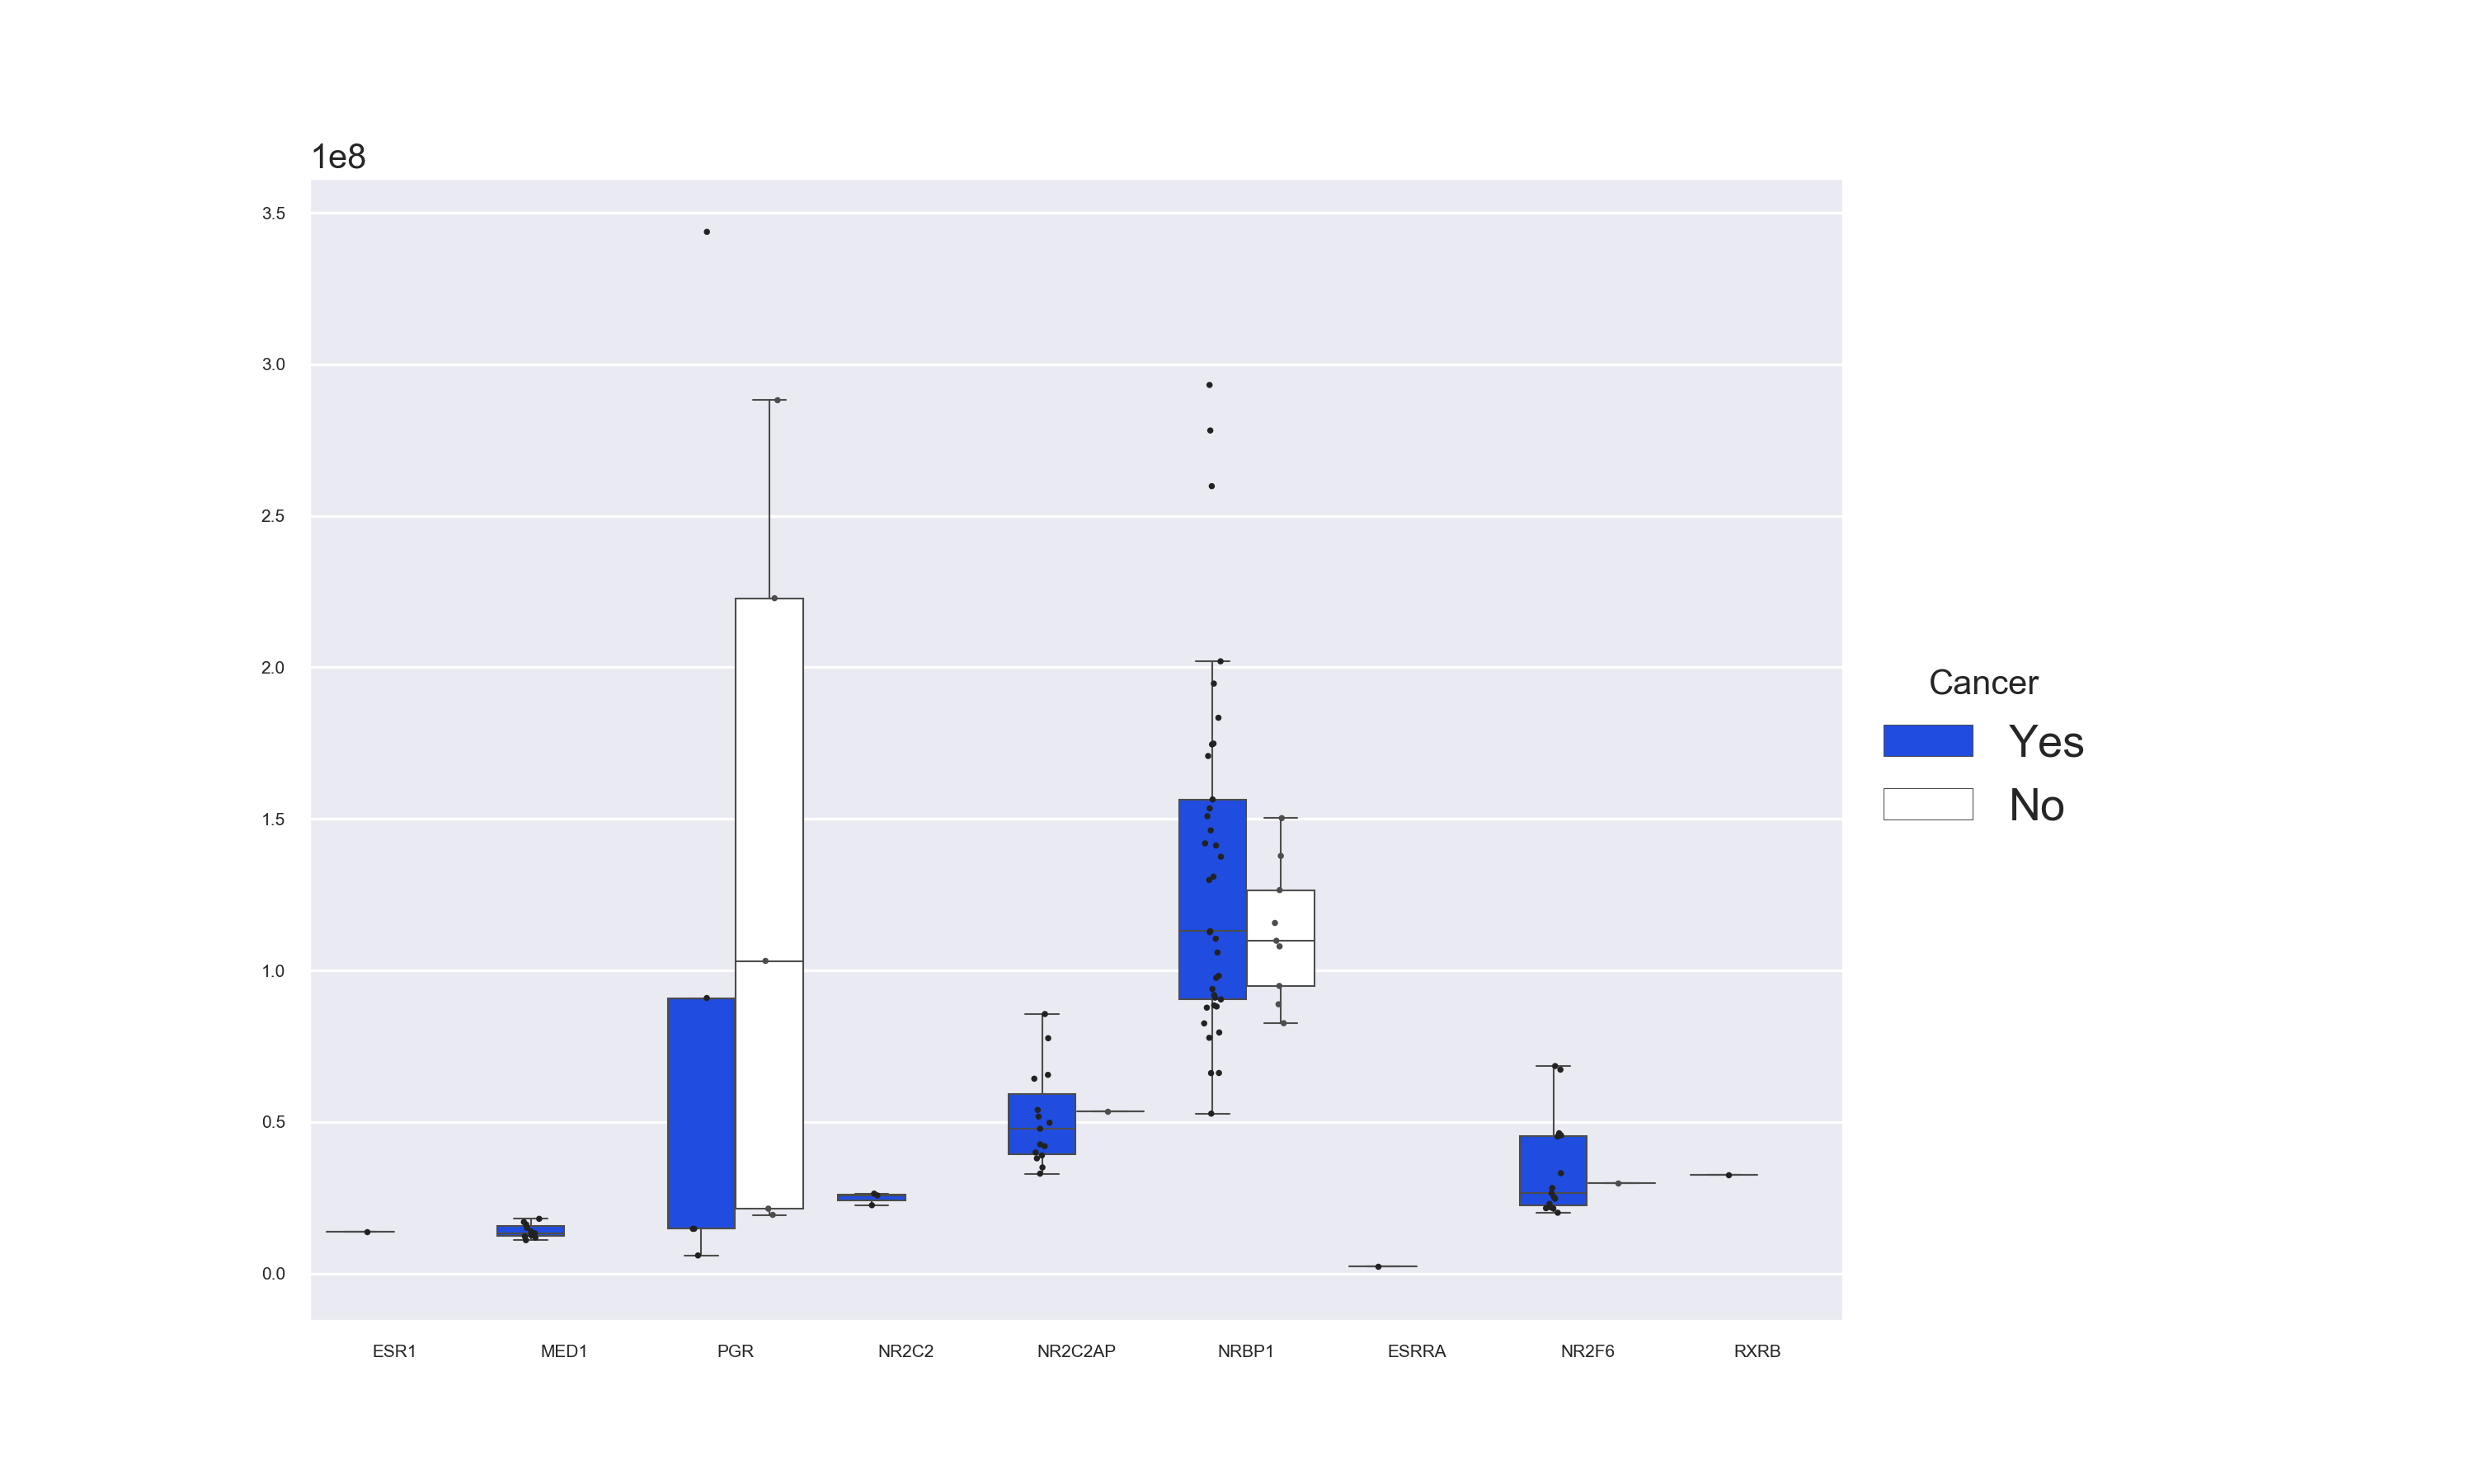 1e8
3.5
3.0
2.5
2.0
1.5
1.0
0.5
0.0
ESR1 MED1 PGR NR2C2 NR2C2AP NRBP1 ESRRA NR2F6 RXRB
Cancer
Yes
No